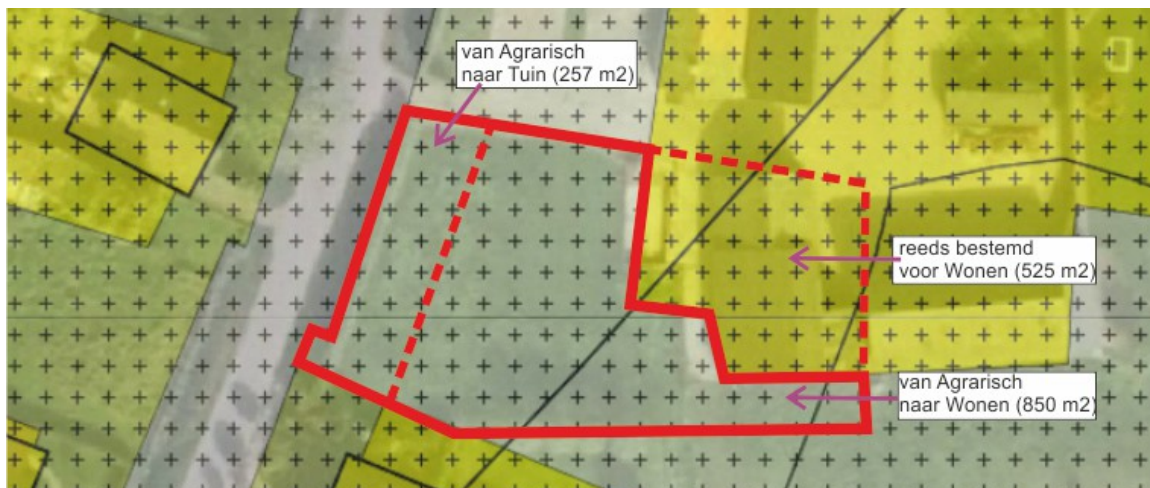 van Agrarisch
naar Tuin (257 m2)
reeds bestemd
voor Wonen (525 m2)
van Agrarisch
naar Wonen (850 m2)